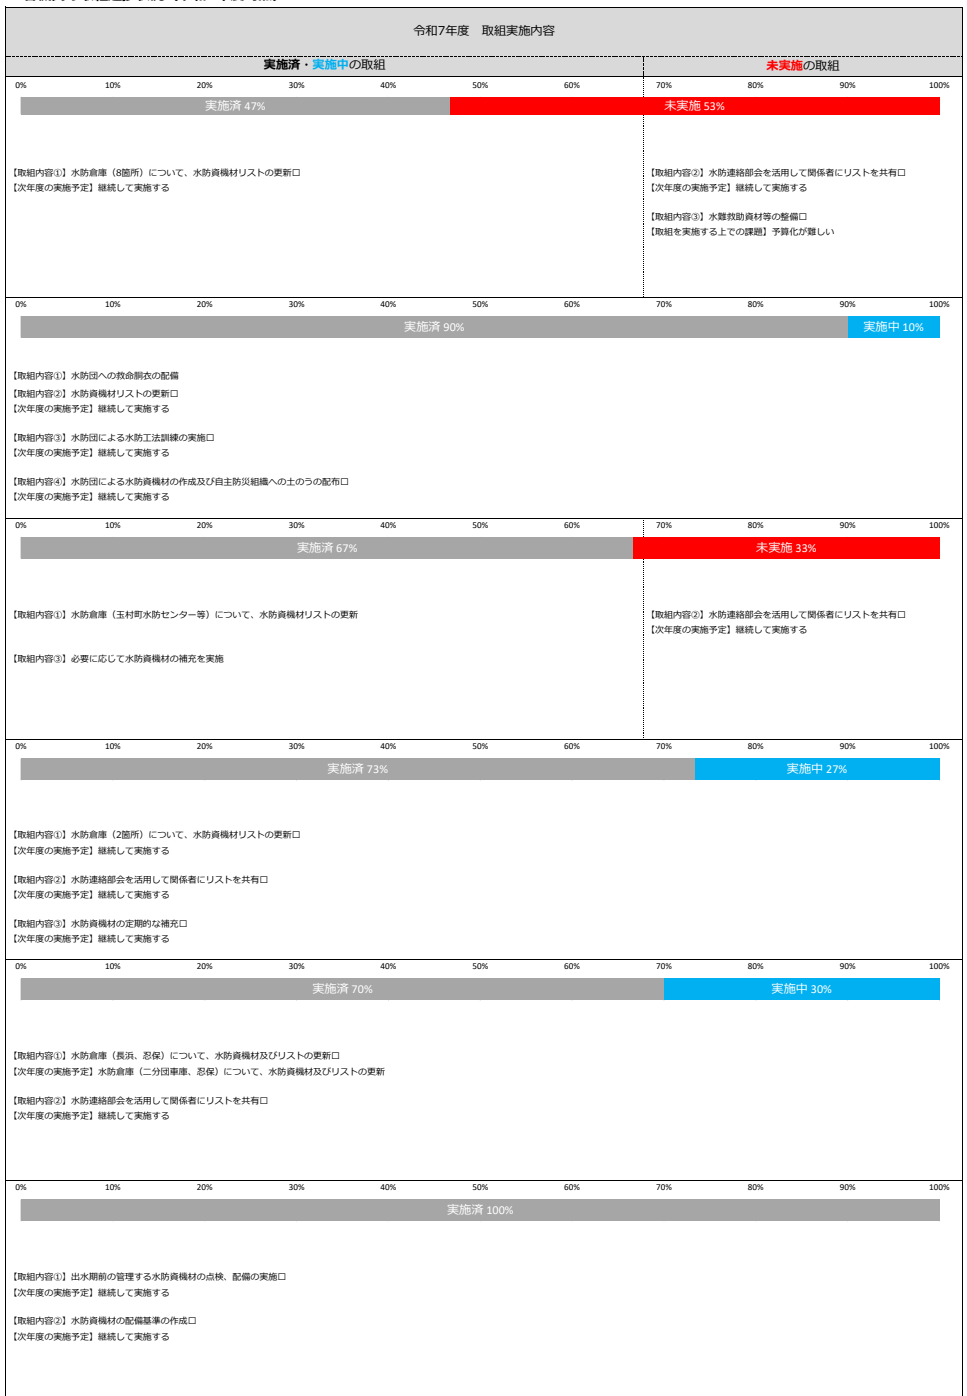 令和7年度　取組実施内容
実施済・実施中の取組
未実施の取組
0% 10% 20% 30% 40% 50% 60% 70% 80% 90% 100%
実施済 47% 未実施 53%
【取組内容①】水防倉庫（8箇所）について、水防資機材リストの更新□
【次年度の実施予定】継続して実施する
【取組内容②】水防連絡部会を活用して関係者にリストを共有□
【次年度の実施予定】継続して実施する
【取組内容③】水難救助資材等の整備□
【取組を実施する上での課題】予算化が難しい
0% 10% 20% 30% 40% 50% 60% 70% 80% 90% 100%
実施済 90% 実施中 10%
【取組内容①】水防団への救命胴衣の配備
【取組内容②】水防資機材リストの更新□
【次年度の実施予定】継続して実施する
【取組内容③】水防団による水防工法訓練の実施□
【次年度の実施予定】継続して実施する
【取組内容④】水防団による水防資機材の作成及び自主防災組織への土のうの配布□
【次年度の実施予定】継続して実施する
0% 10% 20% 30% 40% 50% 60% 70% 80% 90% 100%
実施済 67% 未実施 33%
【取組内容①】水防倉庫（玉村町水防センター等）について、水防資機材リストの更新
【取組内容③】必要に応じて水防資機材の補充を実施
【取組内容②】水防連絡部会を活用して関係者にリストを共有□
【次年度の実施予定】継続して実施する
0% 10% 20% 30% 40% 50% 60% 70% 80% 90% 100%
実施済 73% 実施中 27%
【取組内容①】水防倉庫（2箇所）について、水防資機材リストの更新□
【次年度の実施予定】継続して実施する
【取組内容②】水防連絡部会を活用して関係者にリストを共有□
【次年度の実施予定】継続して実施する
【取組内容③】水防資機材の定期的な補充□
【次年度の実施予定】継続して実施する
0% 10% 20% 30% 40% 50% 60% 70% 80% 90% 100%
実施済 70% 実施中 30%
【取組内容①】水防倉庫（長浜、忍保）について、水防資機材及びリストの更新□
【次年度の実施予定】水防倉庫（二分団車庫、忍保）について、水防資機材及びリストの更新
【取組内容②】水防連絡部会を活用して関係者にリストを共有□
【次年度の実施予定】継続して実施する
0% 10% 20% 30% 40% 50% 60% 70% 80% 90% 100%
実施済 100%
【取組内容①】出水期前の管理する水防資機材の点検、配備の実施□
【次年度の実施予定】継続して実施する
【取組内容②】水防資機材の配備基準の作成□
【次年度の実施予定】継続して実施する